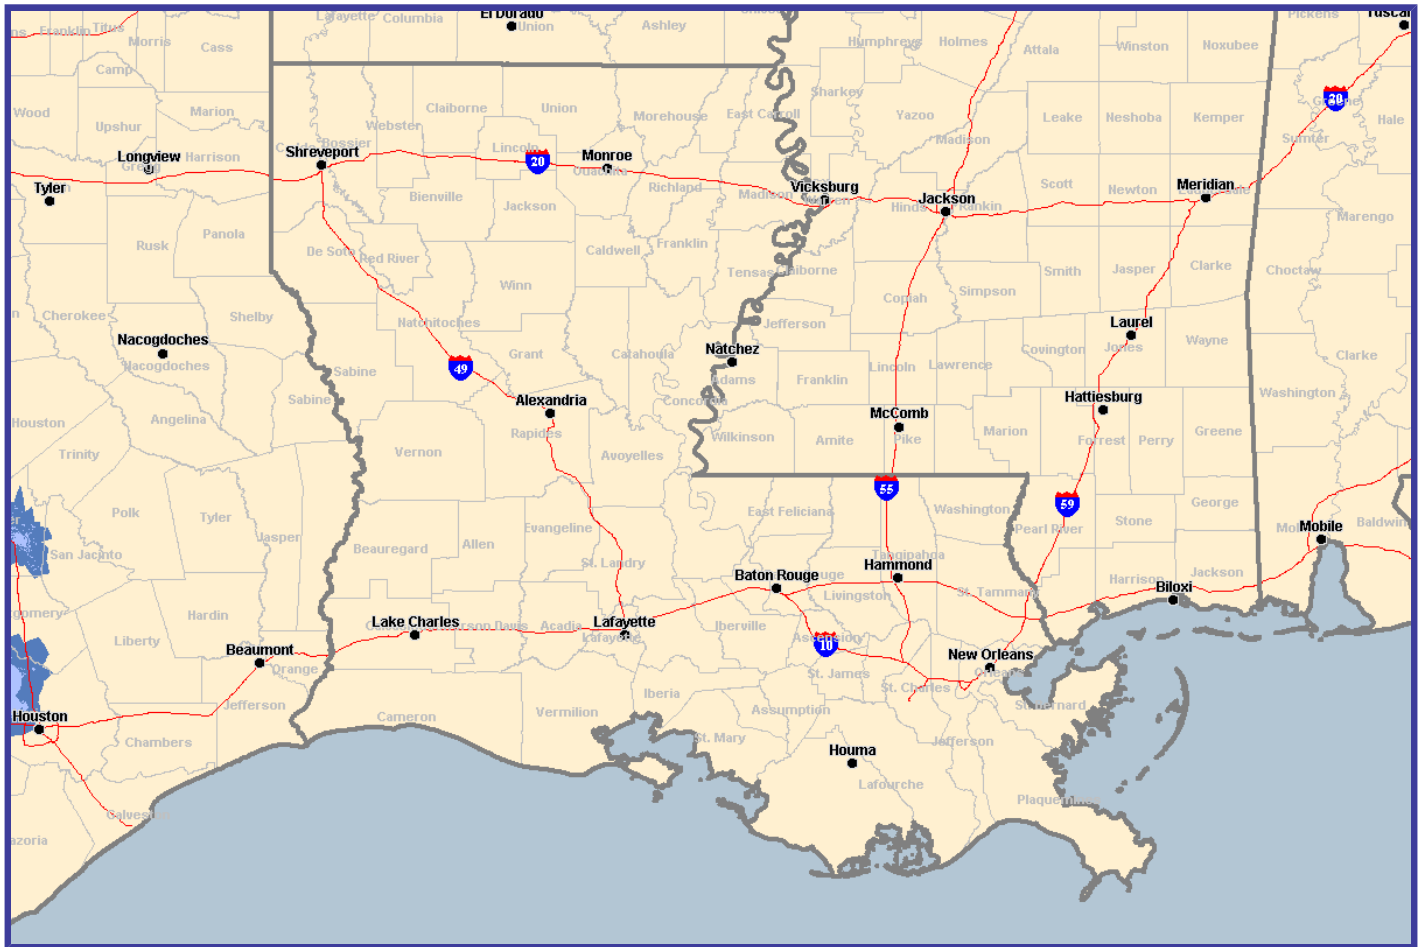 Lafayette
Columbia
El Dorado
Union
Ashley
Humphreys
Holmes
Attala
Winston
Noxubee
Pickens
Franklin
Titus
Morris
Cass
Camp
Wood
Upshur
Marion
Claiborne
Union
Morehouse
East Carroll
Sharkey
Yazoo
Leake
Neshoba
Kemper
20
Greene
Hale
Sumter
Longview
Harrison
Gregg
Tyler
Shreveport
Bossier
Webster
Lincoln
20
Monroe
Ouachita
Richland
Madison
Vicksburg
Madison
Hinds
Jackson
Rankin
Scott
Newton
Meridian
Marengo
Bienville
Jackson
Rusk
Panola
De Soto
Red River
Caldwell
Franklin
Tensas
Claiborne
Copiah
Simpson
Smith
Jasper
Clarke
Choctaw
Winn
Cherokee
Shelby
Natchitoches
Nacogdoches
Nacogdoches
Sabine
49
Grant
Catahoula
Natchez
Adams
Jefferson
Franklin
Lincoln
Lawrence
Covington
Laurel
Jones
Wayne
Clarke
Washington
Houston
Angelina
Sabine
Alexandria
Rapides
Concordia
Wilkinson
Amite
McComb
Pike
Marion
Hattiesburg
Forrest
Perry
Greene
Trinity
Vernon
Avoyelles
Polk
Tyler
Jasper
San Jacinto
Beauregard
Allen
Evangeline
St. Landry
East Feliciana
55
Washington
59
Pearl River
Stone
George
Mobile
Baldwin
Tangipahoa
Hammond
Baton Rouge
Livingston
St. Tammany
Harrison
Jackson
Biloxi
Hardin
Liberty
Beaumont
Orange
Jefferson
Lake Charles
Acadia
Lafayette
Lafayette
Iberville
Ascension
10
St. James
New Orleans
Orleans
St. Charles
St. Bernard
Houston
Chambers
Cameron
Vermilion
Iberia
St. Mary
Assumption
Houma
Jefferson
Lafourche
Plaquemines
Galveston